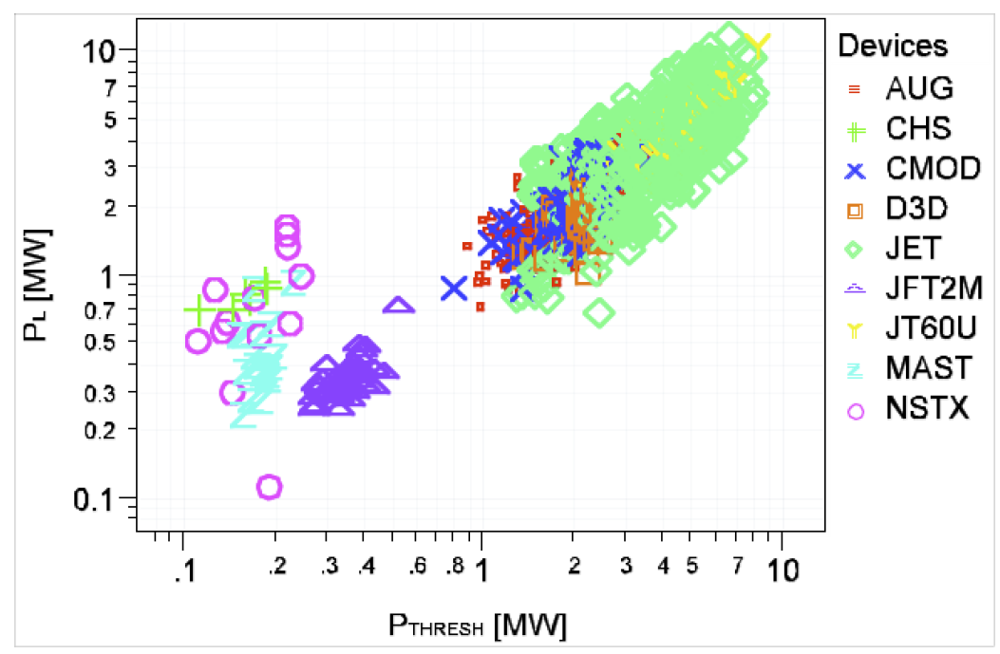 Devices
AUG
CHS
CMOD
D3D
JET
JFT2M
JT60U
MAST
NSTX
10
7
5
3
2
1
0.7
0.5
0.3
0.2
0.1
PL [MW]
.1 .2 .3 .4 .6 .8 1 2 3 4 5 7 10
PTHRESH [MW]